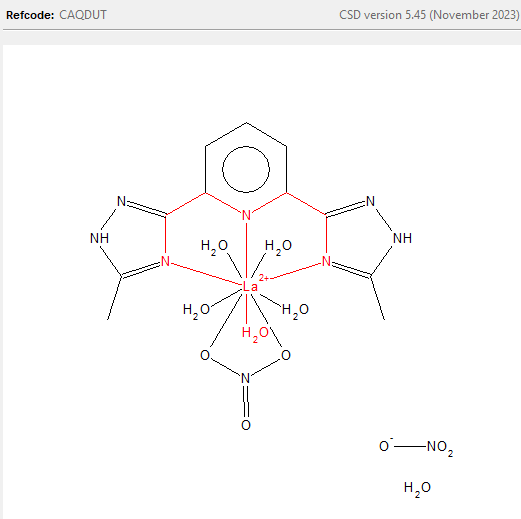 Refcode: CAQDUT CSD version 5.45 (November 2023)
N N N
NH N NH
H₂O H₂O
N N
La²⁺
H₂O H₂O
H₂O
O O
N
O
O⁻ NO₂
H₂O